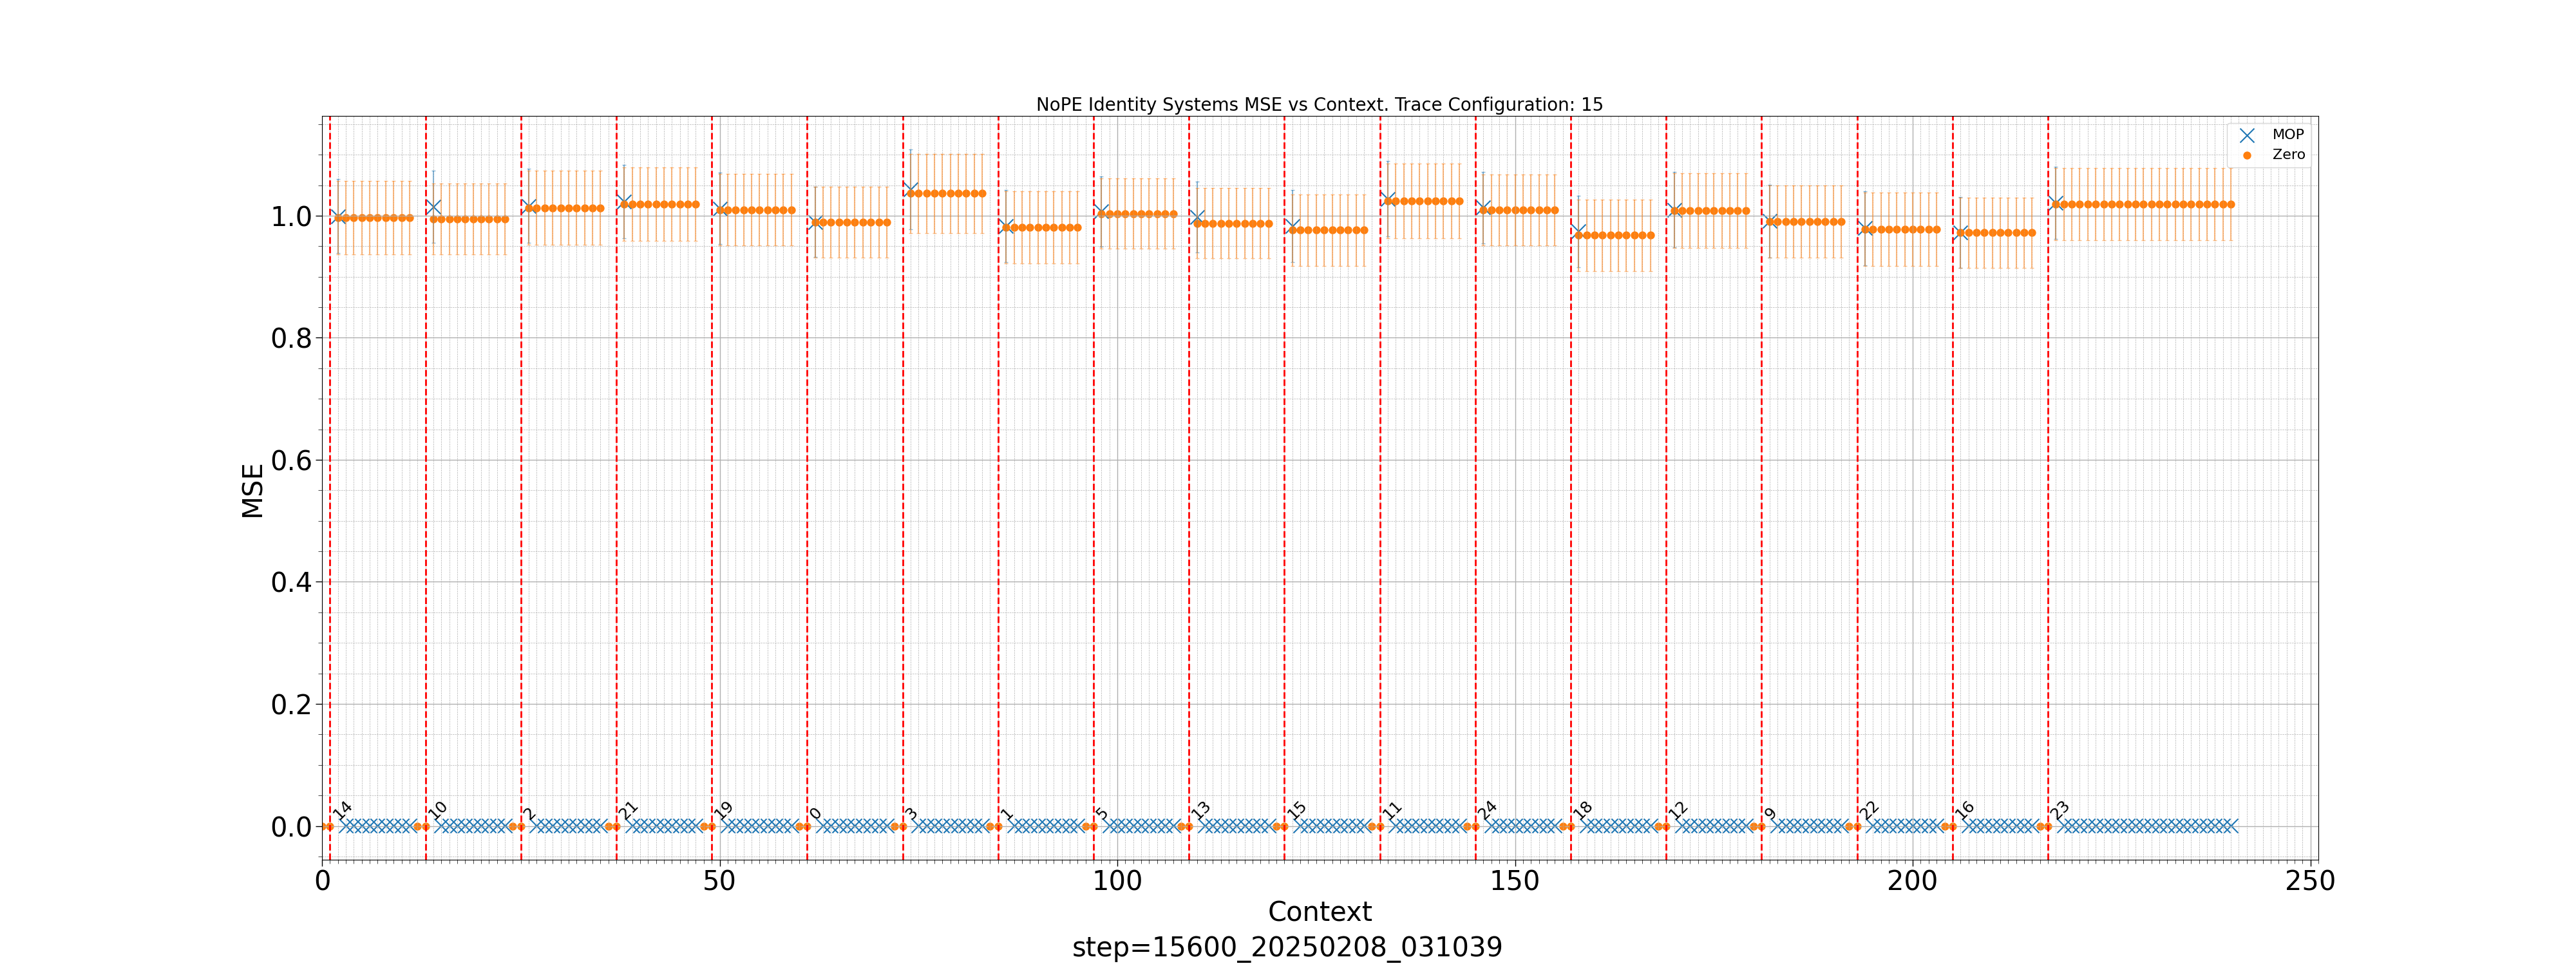 NoPE Identity Systems MSE vs Context. Trace Configuration: 15
MOP
Zero
MSE
1.0
0.8
0.6
0.4
0.2
0.0
14 10 2 21 19 0 3 1 5 13 15 11 24 18 12 9 22 16 23
0 50 100 150 200 250
Context
step=15600_20250208_031039